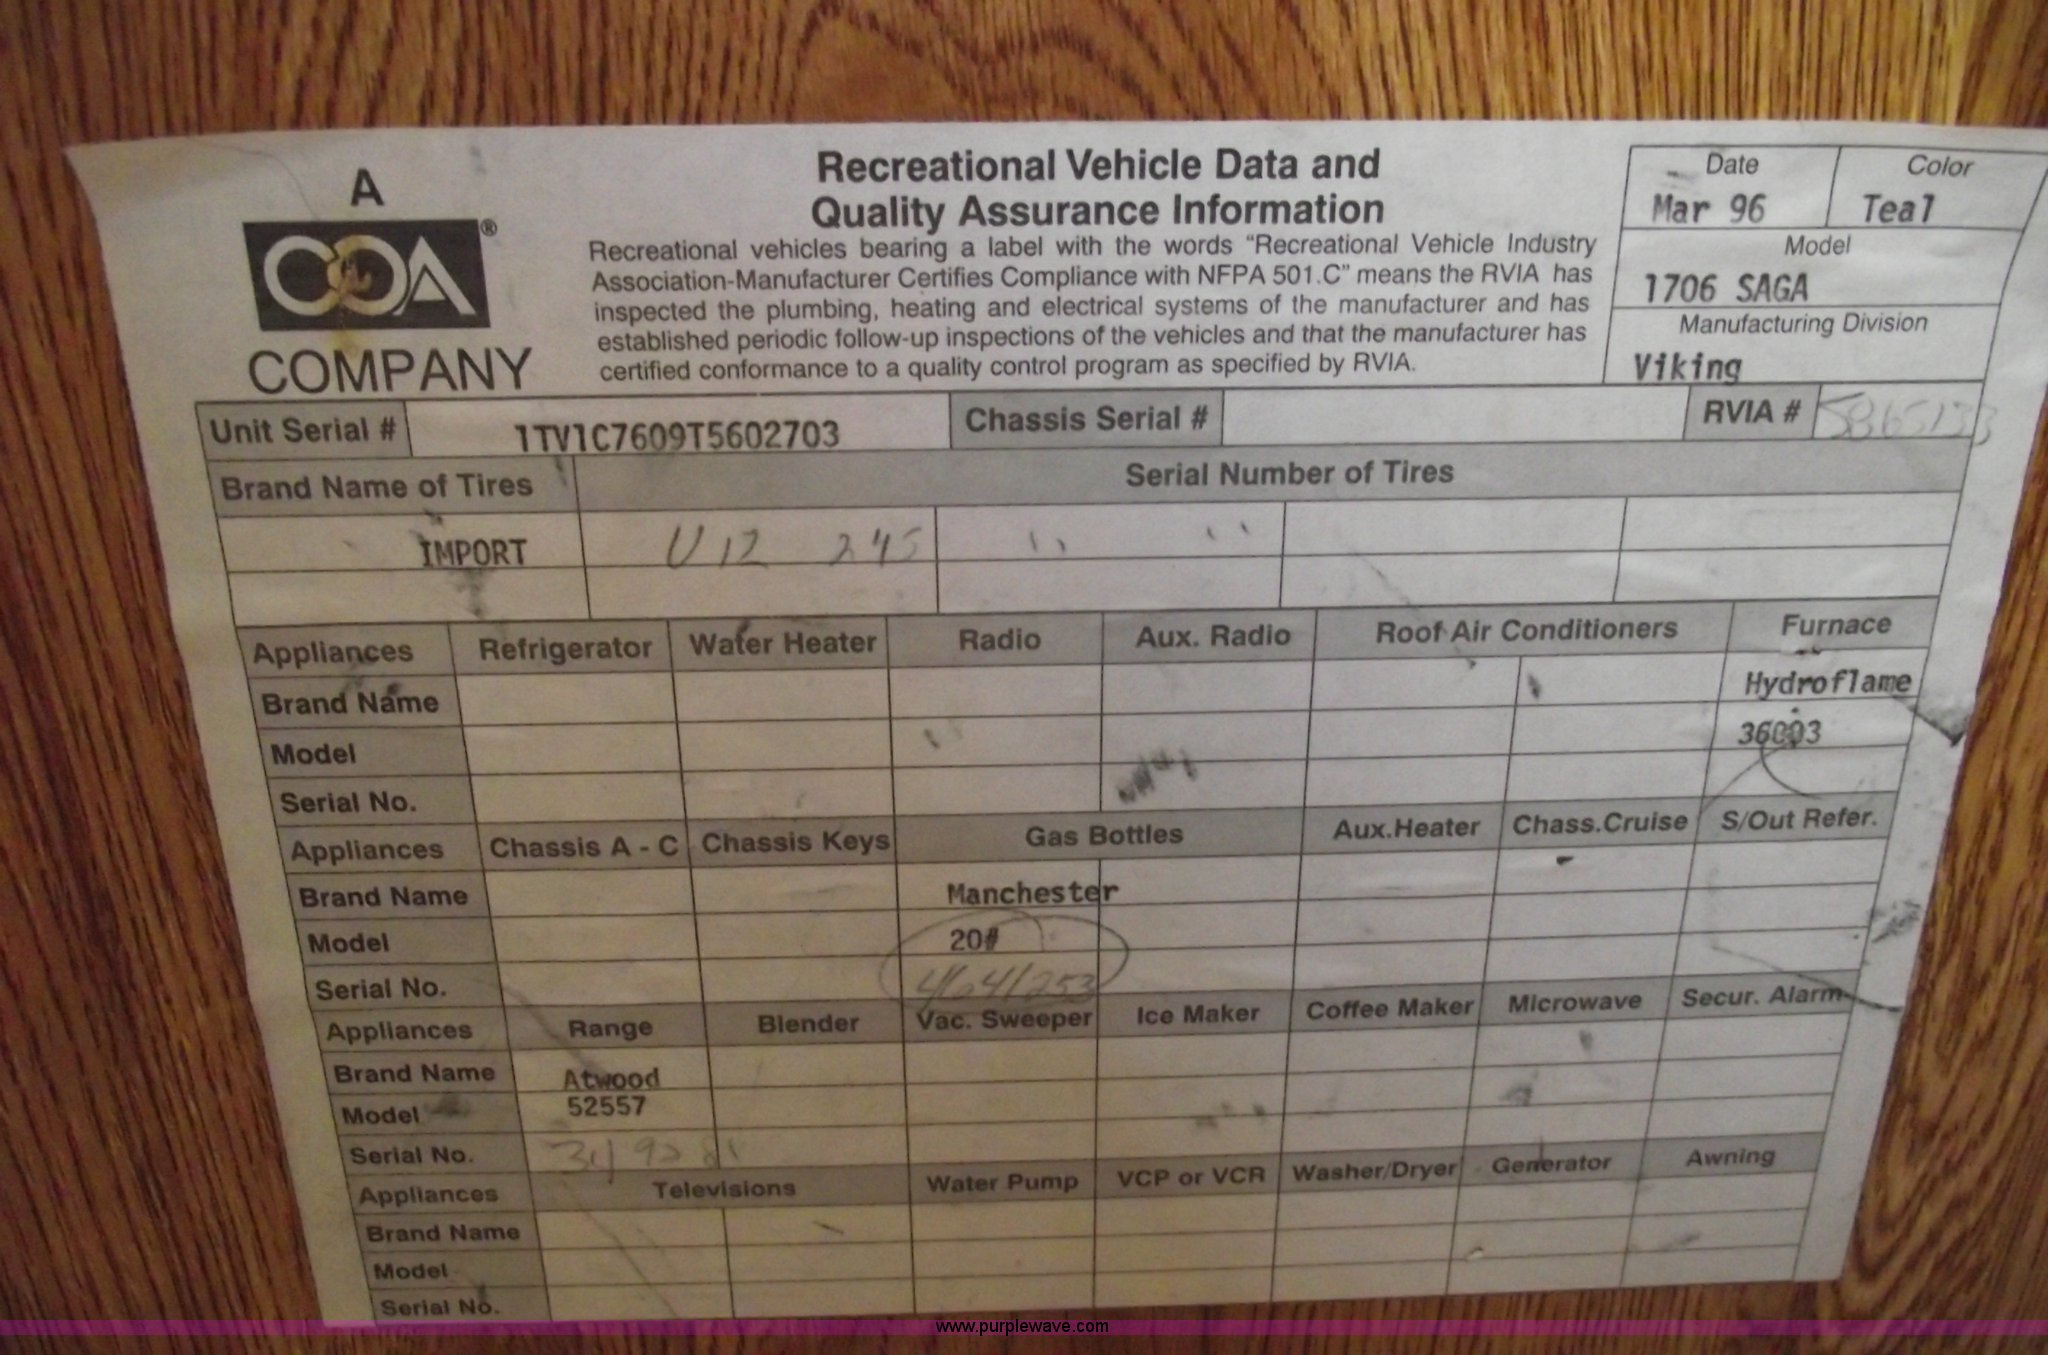 A
COA®
COMPANY
Recreational Vehicle Data and
Quality Assurance Information
Recreational vehicles bearing a label with the words “Recreational Vehicle Industry
Association-Manufacturer Certifies Compliance with NFPA 501.C” means the RVIA has
inspected the plumbing, heating and electrical systems of the manufacturer and has
established periodic follow-up inspections of the vehicles and that the manufacturer has
certified conformance to a quality control program as specified by RVIA.
Date Color
Mar 96 Teal
Model
1706 SAGA
Manufacturing Division
Viking
Unit Serial # 1TV1C7609T5602703 Chassis Serial # RVIA #
Brand Name of Tires Serial Number of Tires
IMPORT U12 245 " "
Appliances Refrigerator Water Heater Radio Aux. Radio Roof Air Conditioners Furnace
Brand Name Hydroflame
Model
Serial No.
Appliances Chassis A - C Chassis Keys Gas Bottles Aux.Heater Chass.Cruise S/Out Refer.
Brand Name Manchester
Model 20#
Serial No. 41641253
Appliances Range Blender Vac. Sweeper Ice Maker Coffee Maker Microwave Secur. Alarm
Brand Name Atwood
Model 52557
Serial No.
Appliances Televisions Water Pump VCP or VCR Washer/Dryer Generator Awning
Brand Name
Model
Serial No.
www.purplewave.com